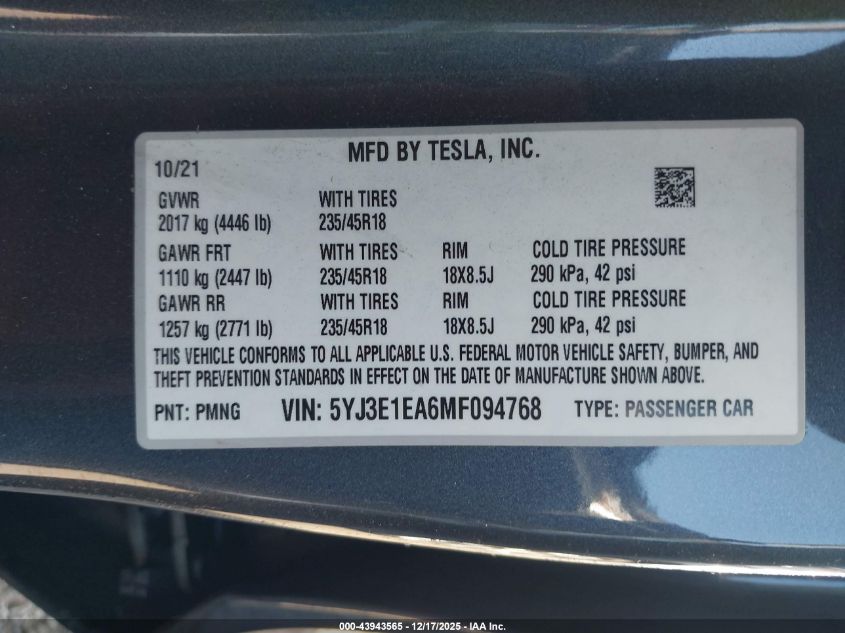 MFD BY TESLA, INC.
10/21
GVWR WITH TIRES
2017 kg (4446 lb) 235/45R18
GAWR FRT WITH TIRES RIM COLD TIRE PRESSURE
1110 kg (2447 lb) 235/45R18 18X8.5J 290 kPa, 42 psi
GAWR RR WITH TIRES RIM COLD TIRE PRESSURE
1257 kg (2771 lb) 235/45R18 18X8.5J 290 kPa, 42 psi
THIS VEHICLE CONFORMS TO ALL APPLICABLE U.S. FEDERAL MOTOR VEHICLE SAFETY, BUMPER, AND
THEFT PREVENTION STANDARDS IN EFFECT ON THE DATE OF MANUFACTURE SHOWN ABOVE.
PNT: PMNG VIN: 5YJ3E1EA6MF094768 TYPE: PASSENGER CAR
000-43943565 - 12/17/2025 - IAA Inc.